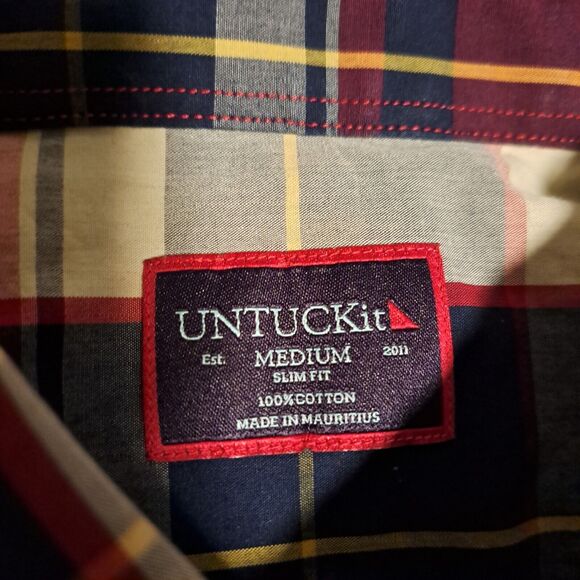 UNTUCKit
Est. MEDIUM 2011
SLIM FIT
100%COTTON
MADE IN MAURITIUS